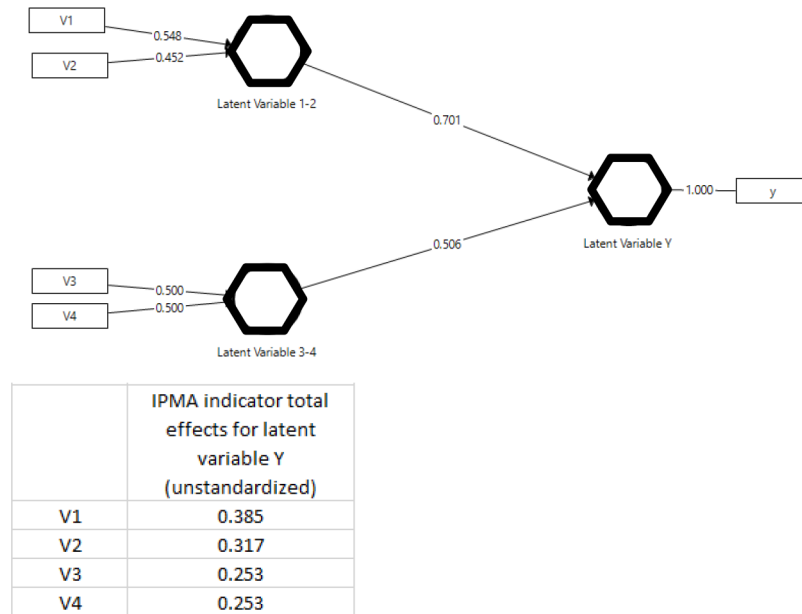 V1
0.548
V2
0.452
Latent Variable 1-2
0.701
1.000
y
Latent Variable Y
0.506
V3
0.500
V4
0.500
Latent Variable 3-4
IPMA indicator total
effects for latent
variable Y
(unstandardized)
V1 0.385
V2 0.317
V3 0.253
V4 0.253